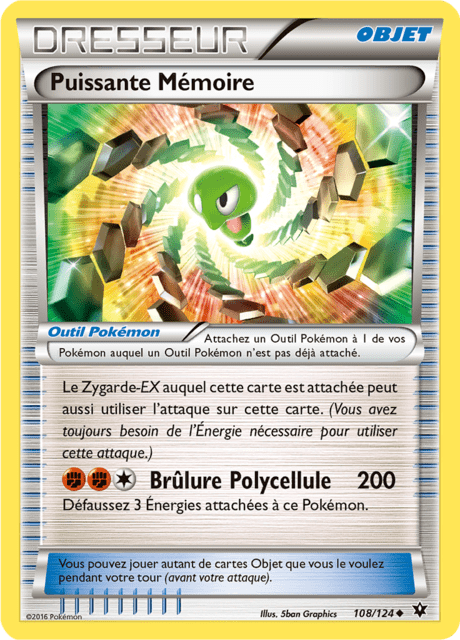 DRESSEUR
OBJET
Puissante Mémoire
Outil Pokémon
Attachez un Outil Pokémon à 1 de vos
Pokémon auquel un Outil Pokémon n'est pas déjà attaché.
Le Zygarde-EX auquel cette carte est attachée peut
aussi utiliser l'attaque sur cette carte. (Vous avez
toujours besoin de l'Énergie nécessaire pour utiliser
cette attaque.)
Brûlure Polycellule 200
Défaussez 3 Énergies attachées à ce Pokémon.
Vous pouvez jouer autant de cartes Objet que vous le voulez
pendant votre tour (avant votre attaque).
©2016 Pokémon
Illus. 5ban Graphics
108/124